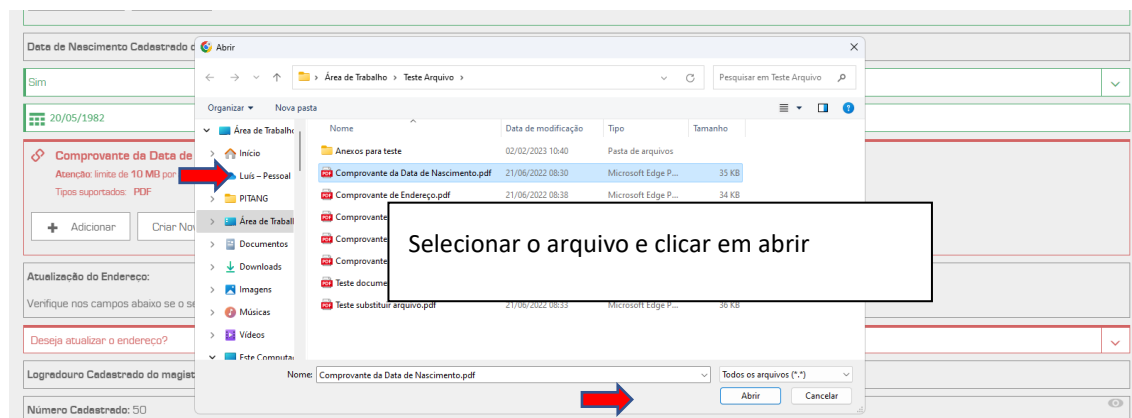 Data de Nascimento Cadastrado
Abrir
Sim
Área de Trabalho > Teste Arquivo >
Pesquisar em Teste Arquivo
20/05/1982
Organizar
Nova pasta
Área de Trabalho
Nome
Data de modificação
Tipo
Tamanho
Comprovante da Data de
Início
Anexos para teste
02/02/2023 10:40
Pasta de arquivos
Atenção: limite de 10 MB por
Luís – Pessoal
Comprovante da Data de Nascimento.pdf
21/06/2022 08:30
Microsoft Edge P...
35 KB
Tipos suportados: PDF
PITANG
Comprovante de Endereço.pdf
21/06/2022 08:38
Microsoft Edge P...
34 KB
+ Adicionar
Criar Nov
Área de Trabal
Comprovante
Documentos
Comprovante
Selecionar o arquivo e clicar em abrir
Downloads
Comprovante
Atualização do Endereço:
Imagens
Teste docume
Verifique nos campos abaixo se o se
Músicas
Teste substituir arquivo.pdf
21/06/2022 08:33
Microsoft Edge P...
36 KB
Deseja atualizar o endereço?
Vídeos
Este Computa
Logradouro Cadastrado do magist
Nome:
Comprovante da Data de Nascimento.pdf
Todos os arquivos (*.*)
Abrir
Cancelar
Número Cadastrado: 50